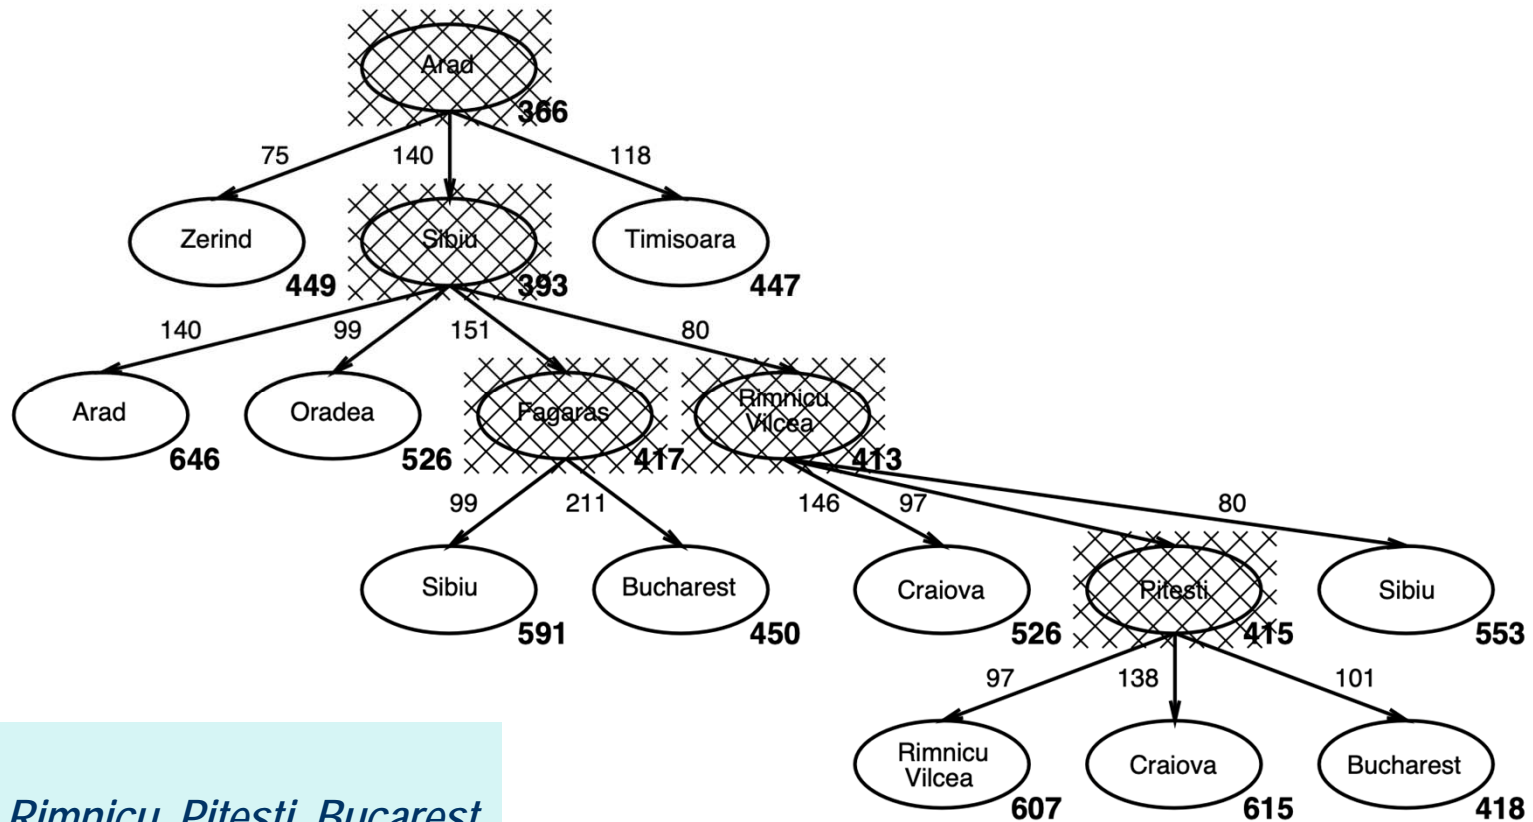 Arad
366
75 140 118
Zerind Sibiu Timisoara
449 393 447
140 99 151 80
Arad Oradea Fagaras Rimnicu
Vilcea
646 526 417 413
99 211 146 97 80
Sibiu Bucharest Craiova Pitesti Sibiu
591 450 526 415 553
97 138 101
Rimnicu
Vilcea Craiova Bucharest
607 615 418
Rimnicu, Pitesti, Bucarest